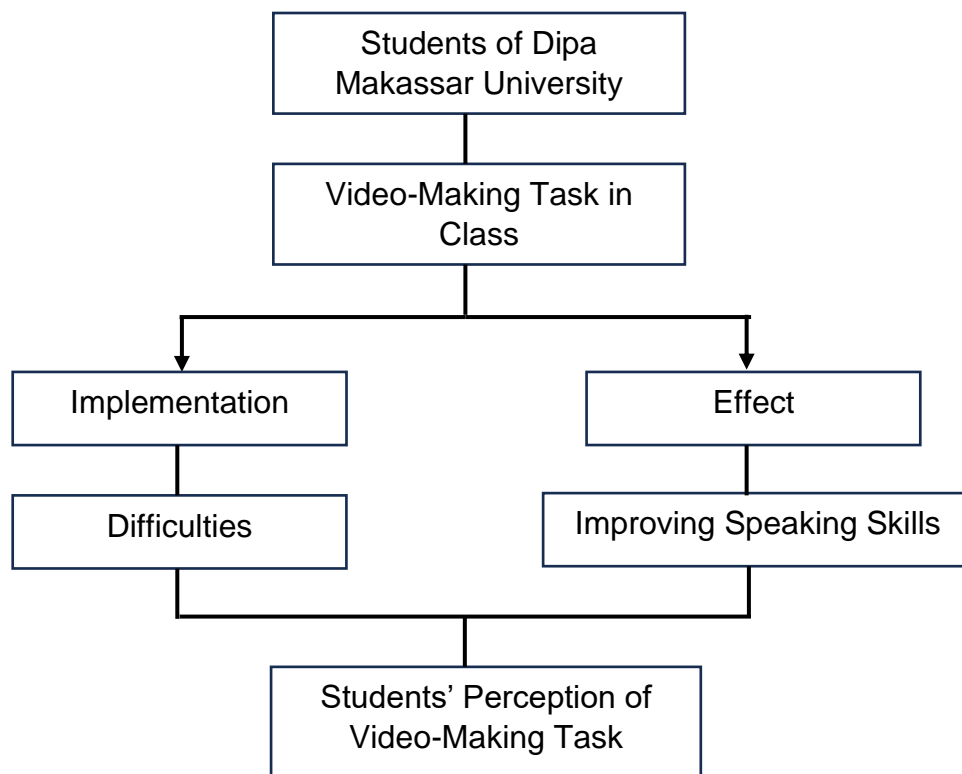 Students of Dipa
Makassar University
Video-Making Task in
Class
Implementation
Effect
Difficulties
Improving Speaking Skills
Students’ Perception of
Video-Making Task